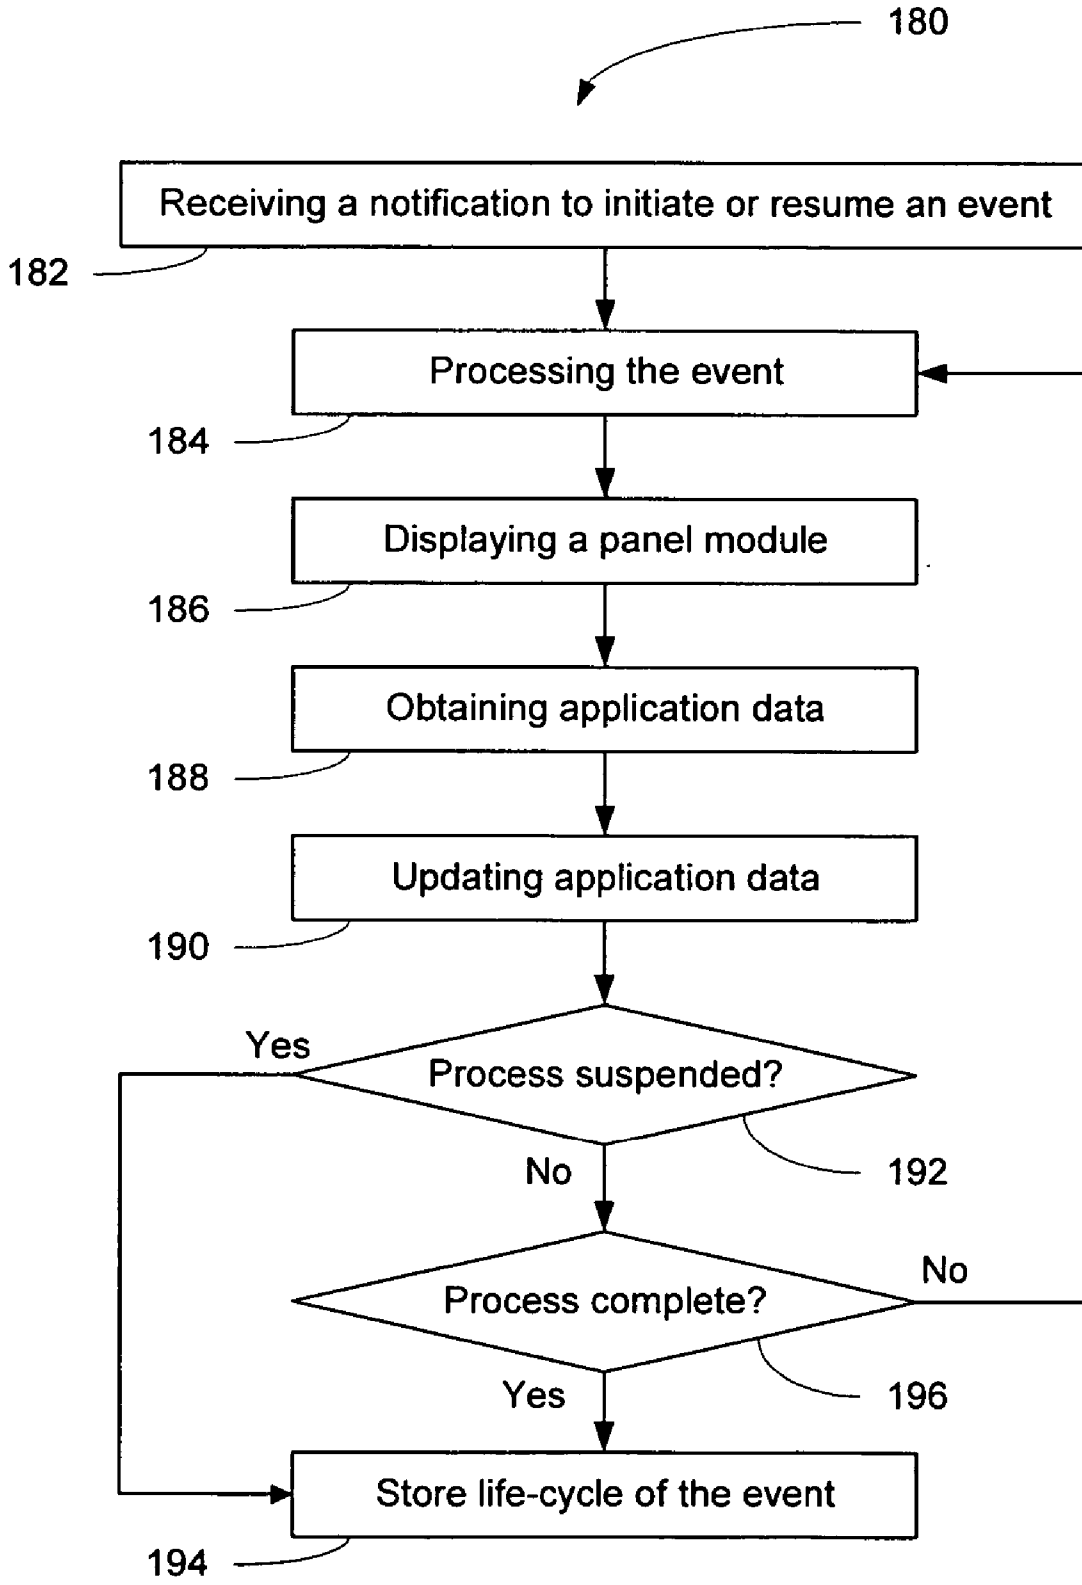 180
Receiving a notification to initiate or resume an event
182
Processing the event
184
Displaying a panel module
186
Obtaining application data
188
Updating application data
190
Yes
Process suspended?
192
No
Process complete?
No
196
Yes
Store life-cycle of the event
194